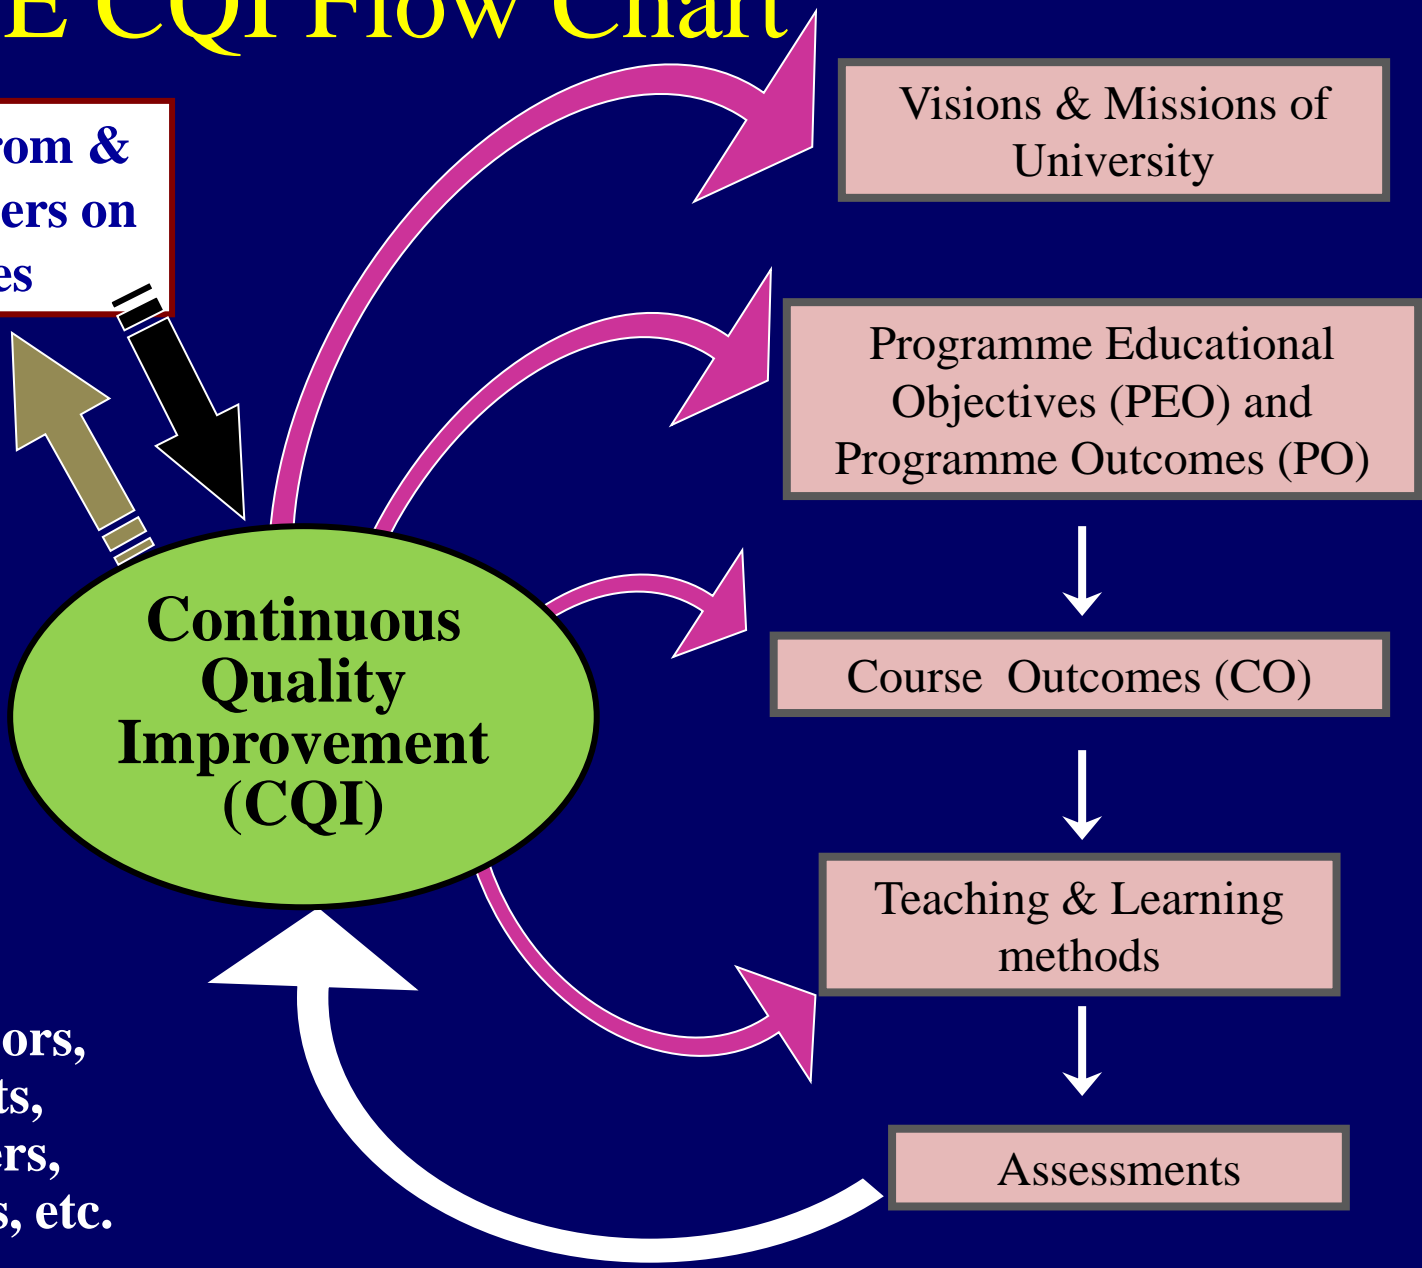 E CQI Flow Chart
rom &
ers on
es
Visions & Missions of
University
Programme Educational
Objectives (PEO) and
Programme Outcomes (PO)
Continuous
Quality
Improvement
(CQI)
Course Outcomes (CO)
Teaching & Learning
methods
Assessments
ors,
ts,
ers,
s, etc.